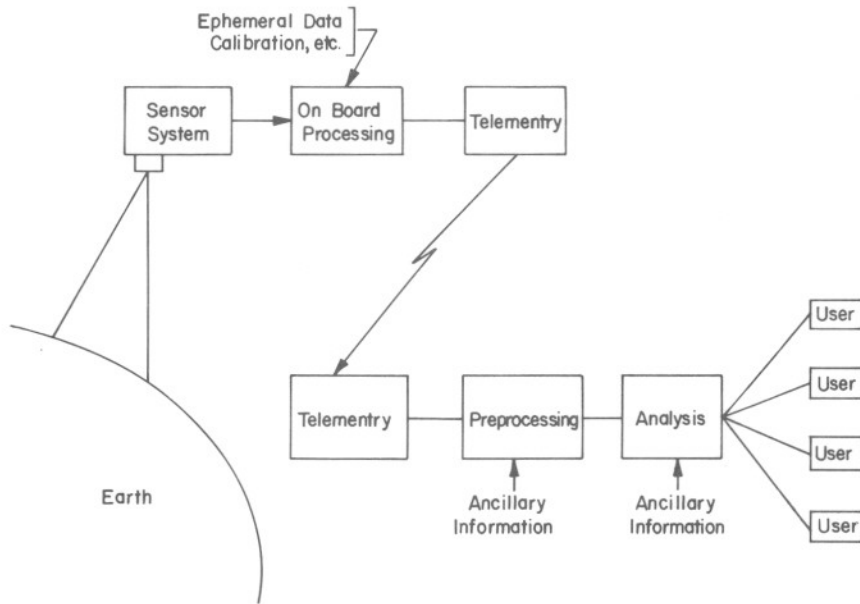 Ephemeral Data
Calibration, etc.
Sensor
System
On Board
Processing
Telementry
User
User
Telementry
Preprocessing
Analysis
User
Earth
Ancillary
Information
Ancillary
Information
User